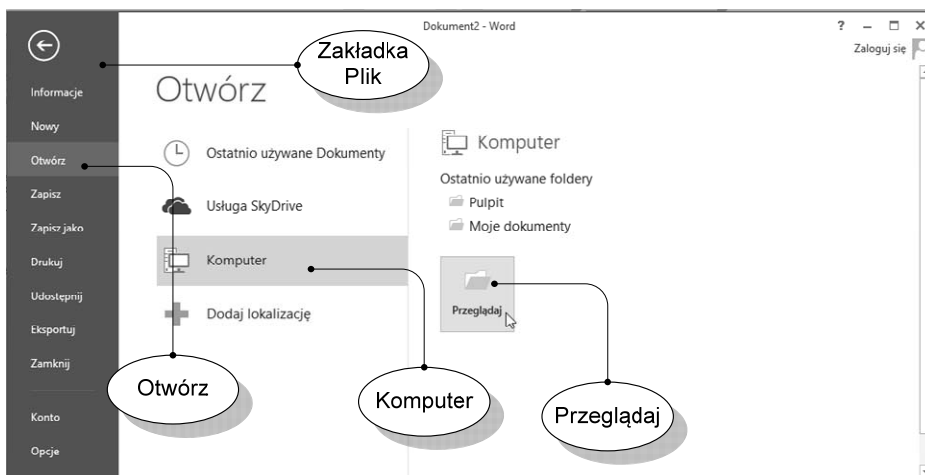 Dokument2 - Word
?
Zaloguj się
Zakładka
Plik
Informacje
Nowy
Otwórz
Zapisz
Zapisz jako
Drukuj
Udostępnij
Eksportuj
Zamknij
Konto
Opcje
Otwórz
Ostatnio używane Dokumenty
Usługa SkyDrive
Komputer
Dodaj lokalizację
Komputer
Ostatnio używane foldery
Pulpit
Moje dokumenty
Przeglądaj
Otwórz
Komputer
Przeglądaj